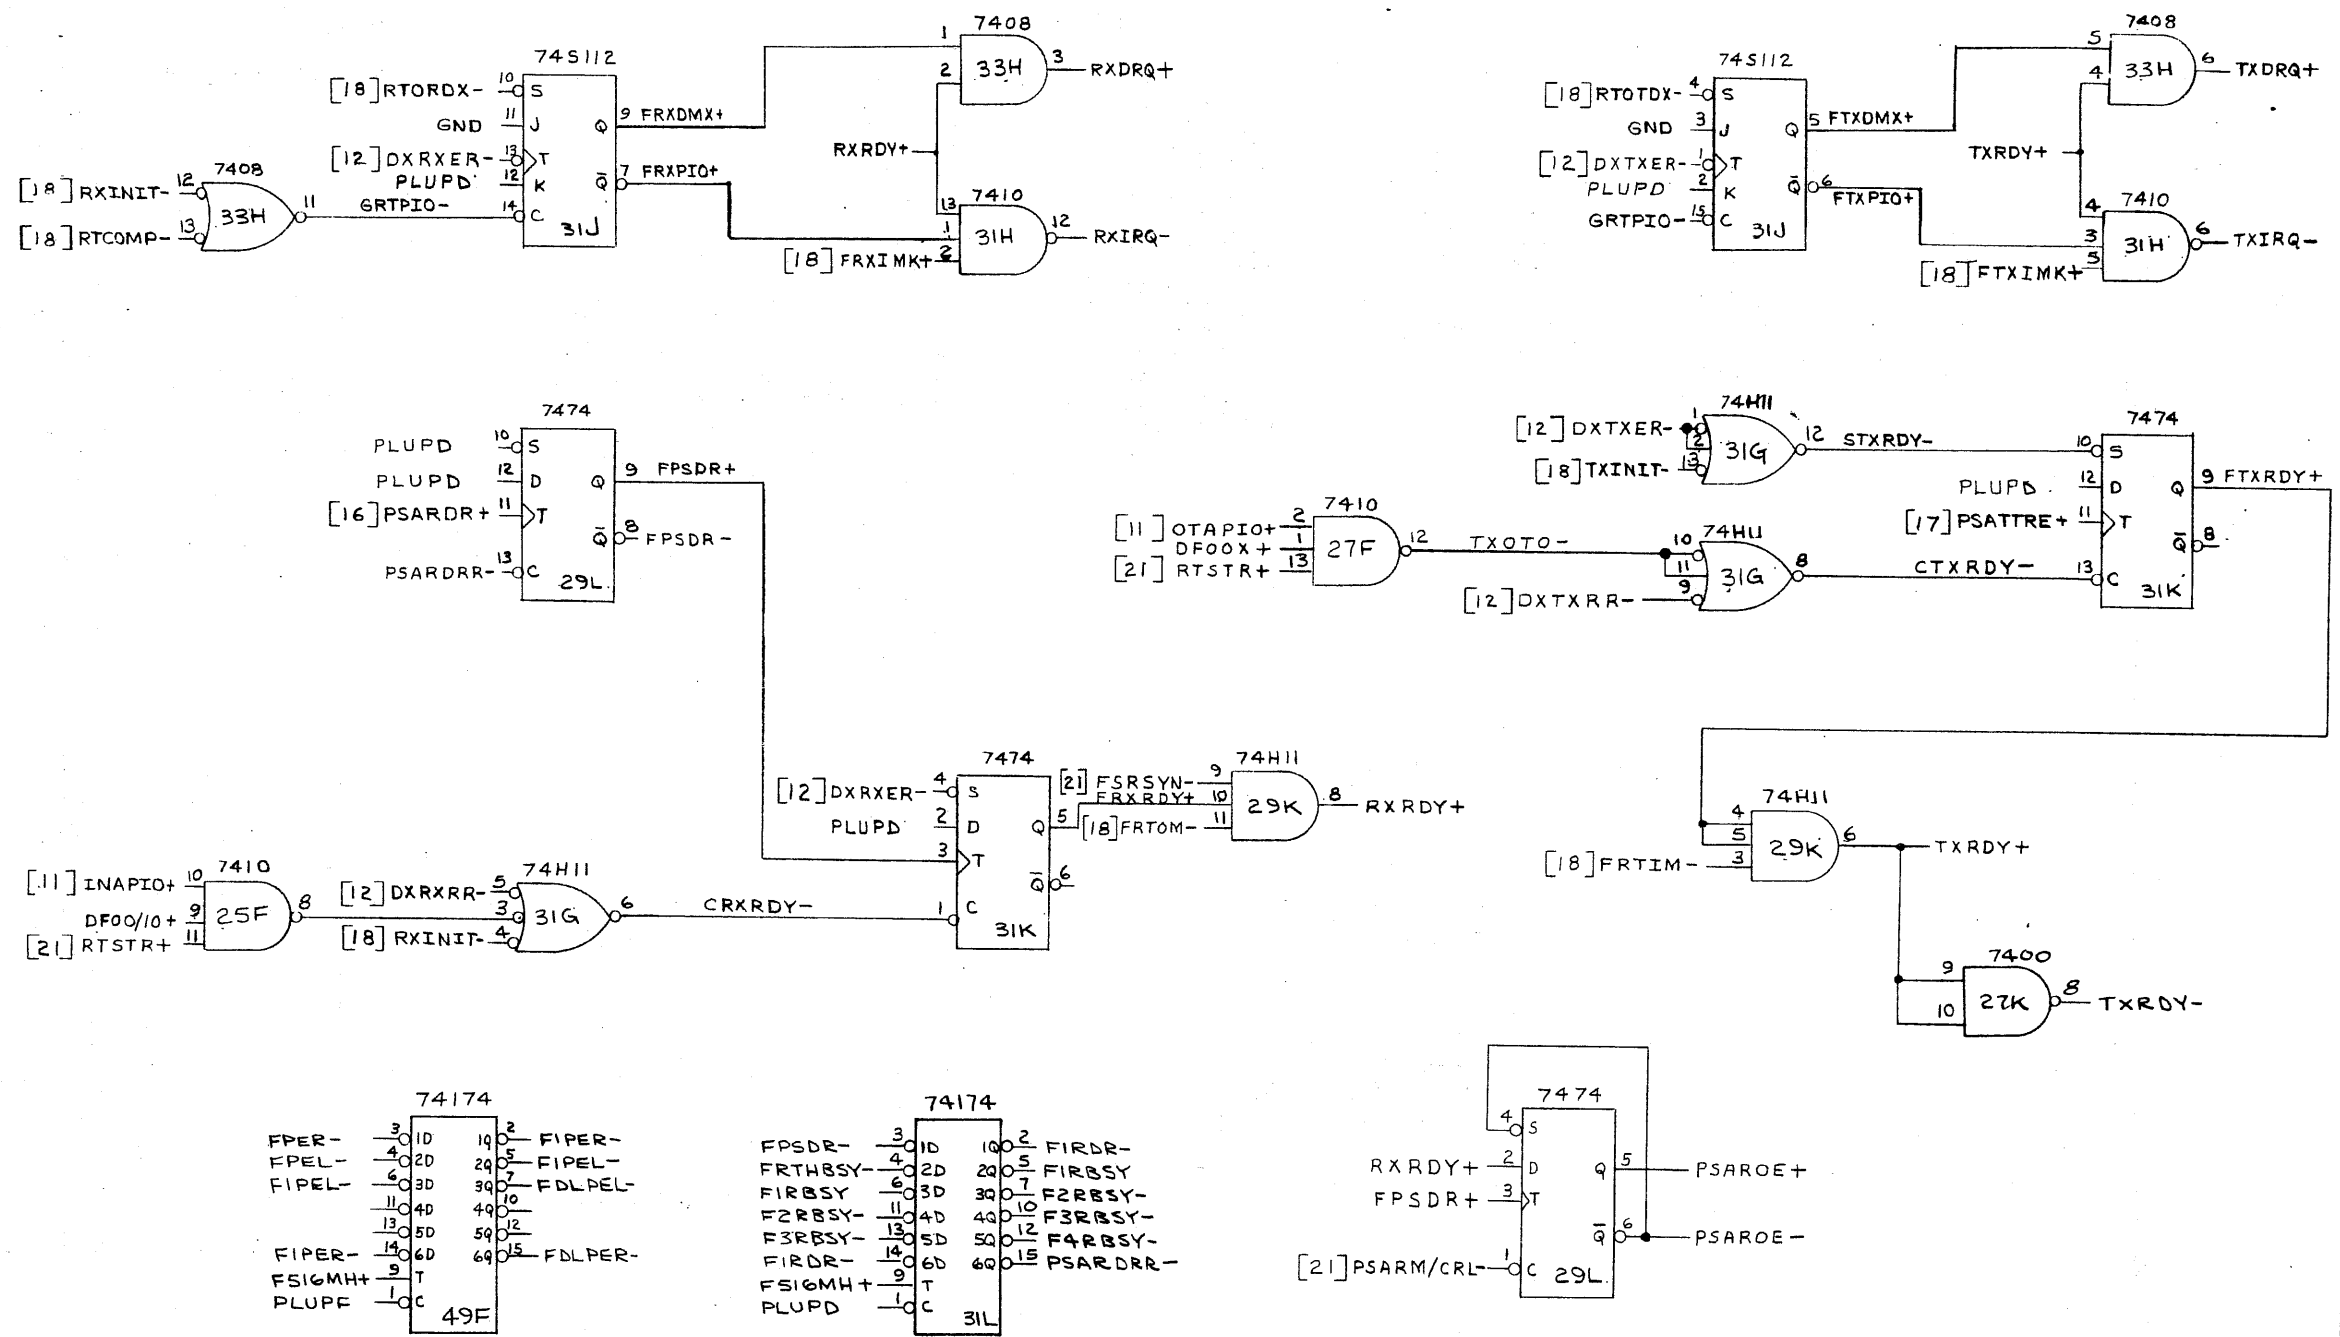 7408
74S112
1
33H
3
RXDRQ+
2
[18]RTORDX-
10
S
GND
11
J
Q
9
FRXDMX+
[12]DXRXER-
13
T
RXRDY+
PLUPD
12
K
Q
7
FRXPIO+
7408
[18]RXINIT-
12
33H
11
GRTPIO-
14
C
31J
[18]RTCOMP-
13
7410
13
1
31H
12
RXIRQ-
[18]FRXIMK+
2
7408
74S112
5
33H
6
TXDRQ+
4
[18]RTOTDX-
4
S
GND
3
J
Q
5
FTXDMX+
[12]DXTXER-
1
T
TXRDY+
PLUPD
2
K
Q
6
FTXPIO+
GRTPIO-
15
C
31J
7410
4
3
31H
6
TXIRQ-
[18]FTXIMK+
5
7474
PLUPD
10
S
PLUPD
12
D
Q
9
FPSDR+
[16]PSARDR+
11
T
Q
8
FPSDR-
PSARDRR-
13
C
29L
74H11
[12]DXTXER-
1
2
31G
12
STXRDY-
[18]TXINIT-
13
7474
10
S
PLUPD
12
D
Q
9
FTXRDY+
[17]PSATTRE+
11
T
Q
8
7410
[11]OTAPIO+
2
DF00X+
1
27F
12
TXOTO-
[21]RTSTR+
13
74H11
10
11
31G
8
CTXRDY-
13
C
31K
[12]DXTXRR-
9
7474
[12]DXRXER-
4
S
PLUPD
2
D
Q
5
3
T
Q
6
1
C
31K
74H11
[21]FSRSYN-
9
FRXRDY+
10
29K
8
RXRDY+
[18]FRTOM-
11
7410
[11]INAPIO+
10
DF00/10+
9
25F
8
[21]RTSTR+
11
74H11
[12]DXRXRR-
5
3
31G
6
CRXRDY-
[18]RXINIT-
4
74H11
4
5
29K
6
TXRDY+
[18]FRTIM-
3
7400
9
27K
8
TXRDY-
10
74174
FPER-
3
1D
1Q
2
F1PER-
FPEL-
4
2D
2Q
5
F1PEL-
F1PEL-
6
3D
3Q
7
FDLPEL-
11
4D
4Q
10
13
5D
5Q
12
F1PER-
14
6D
6Q
15
FDLPER-
FS16MH+
9
T
PLUPF
1
C
49F
74174
FPSDR-
3
1D
1Q
2
F1RDR-
FRTHBSY-
4
2D
2Q
5
F1RBSY
F1RBSY
6
3D
3Q
7
F2RBSY-
F2RBSY-
11
4D
4Q
10
F3RBSY-
F3RBSY-
13
5D
5Q
12
F4RBSY-
F1RDR-
14
6D
6Q
15
PSARDRR-
FS16MH+
9
T
PLUPD
1
C
31L
7474
4
S
RXRDY+
2
D
Q
5
PSAROE+
FPSDR+
3
T
Q
6
PSAROE-
[21]PSARM/CRL-
1
C
29L